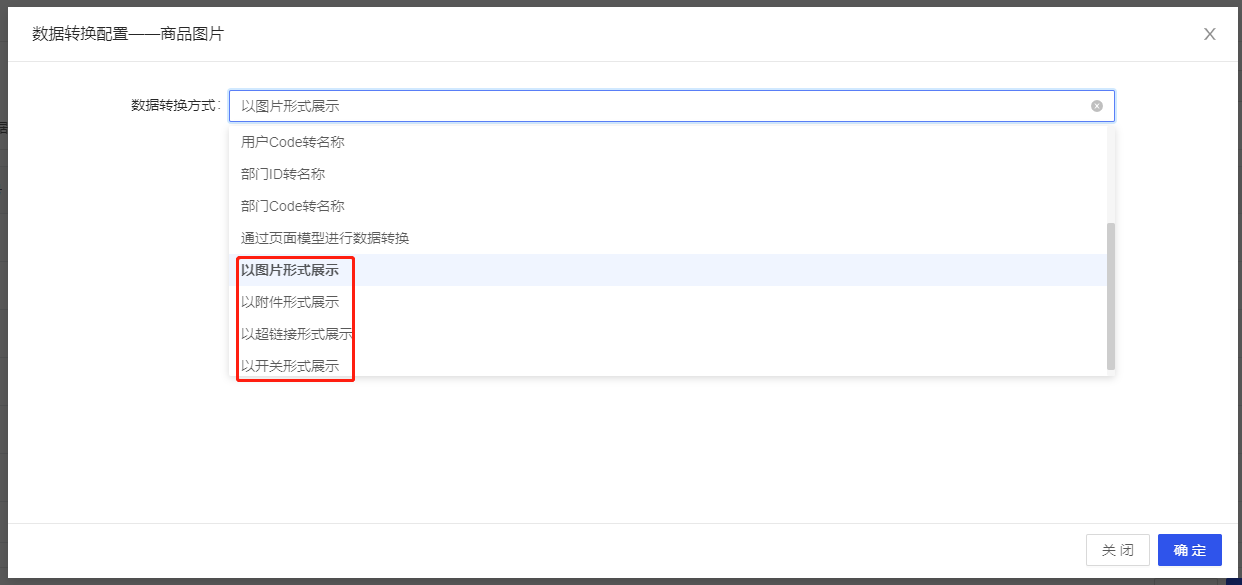 数据转换配置——商品图片
X
数据转换方式:
以图片形式展示
用户Code转名称
部门ID转名称
部门Code转名称
通过页面模型进行数据转换
以图片形式展示
以附件形式展示
以超链接形式展示
以开关形式展示
关 闭
确 定